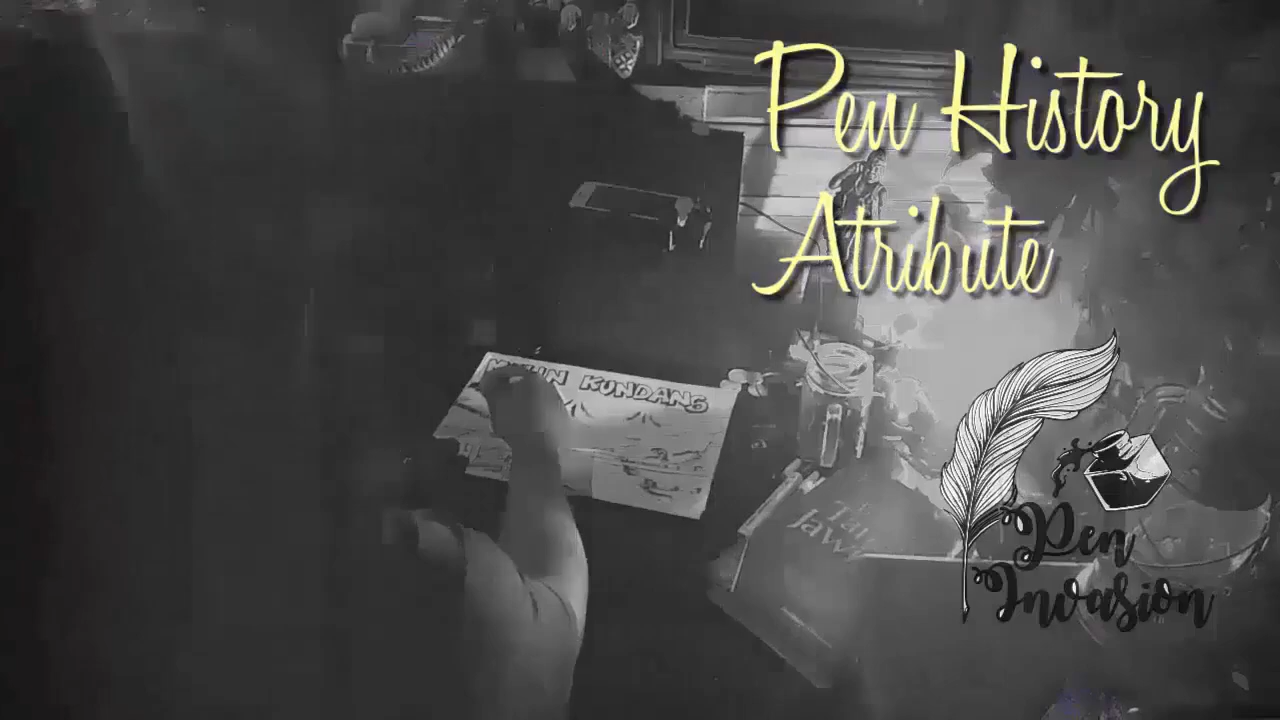 Pen History
Atribute
KUNDANG
Pen
Invasion